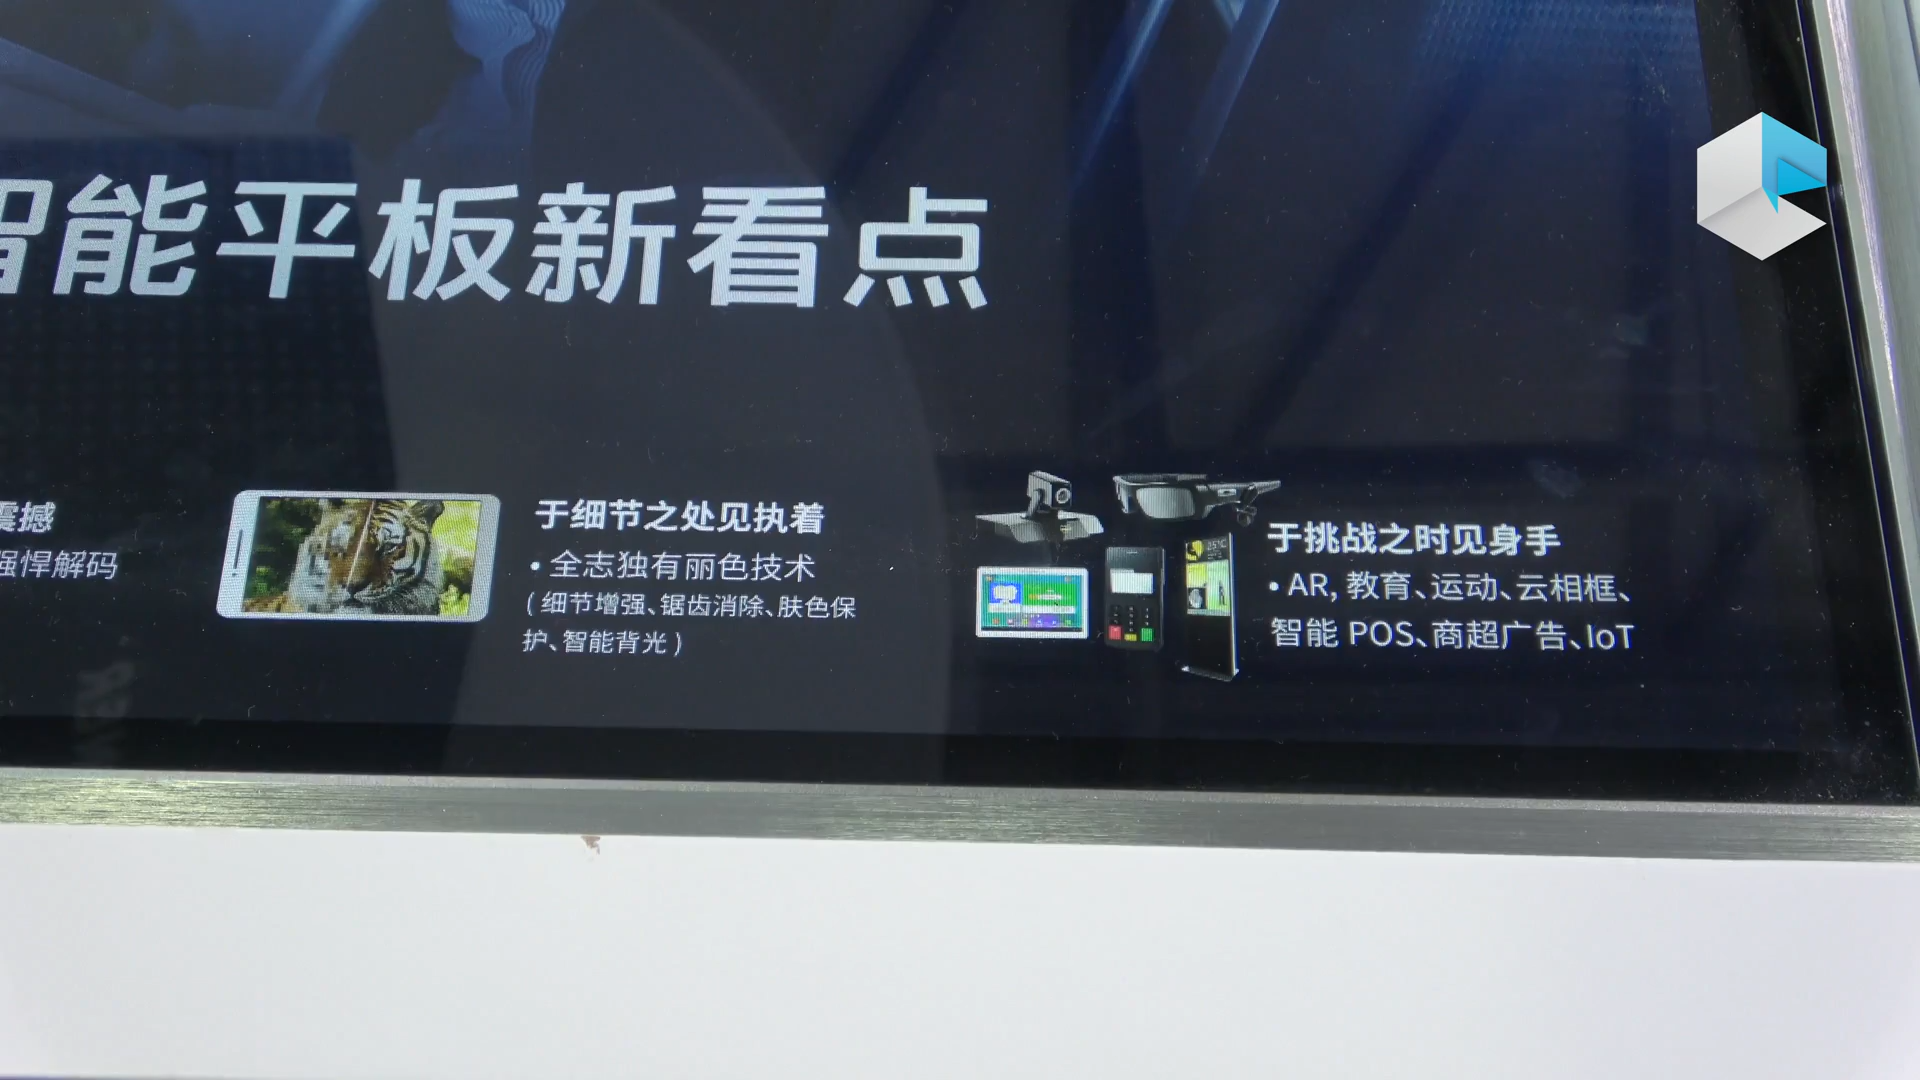 智能平板新看点
震撼
强悍解码
于细节之处见执着
• 全志独有丽色技术
(细节增强、锯齿消除、肤色保
护、智能背光)
于挑战之时见身手
• AR, 教育、运动、云相框、
智能 POS、商超广告、IoT